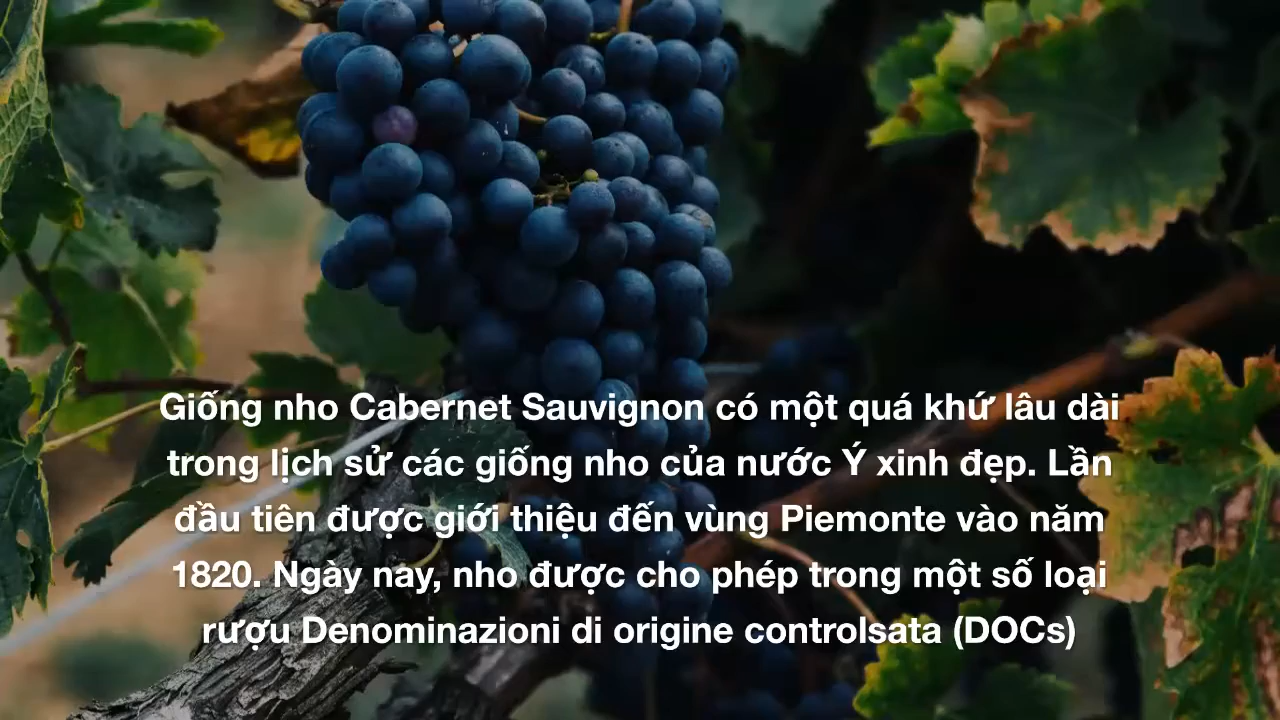 Giống nho Cabernet Sauvignon có một quá khứ lâu dài
trong lịch sử các giống nho của nước Ý xinh đẹp. Lần
đầu tiên được giới thiệu đến vùng Piemonte vào năm
1820. Ngày nay, nho được cho phép trong một số loại
rượu Denominazioni di origine controlsata (DOCs)